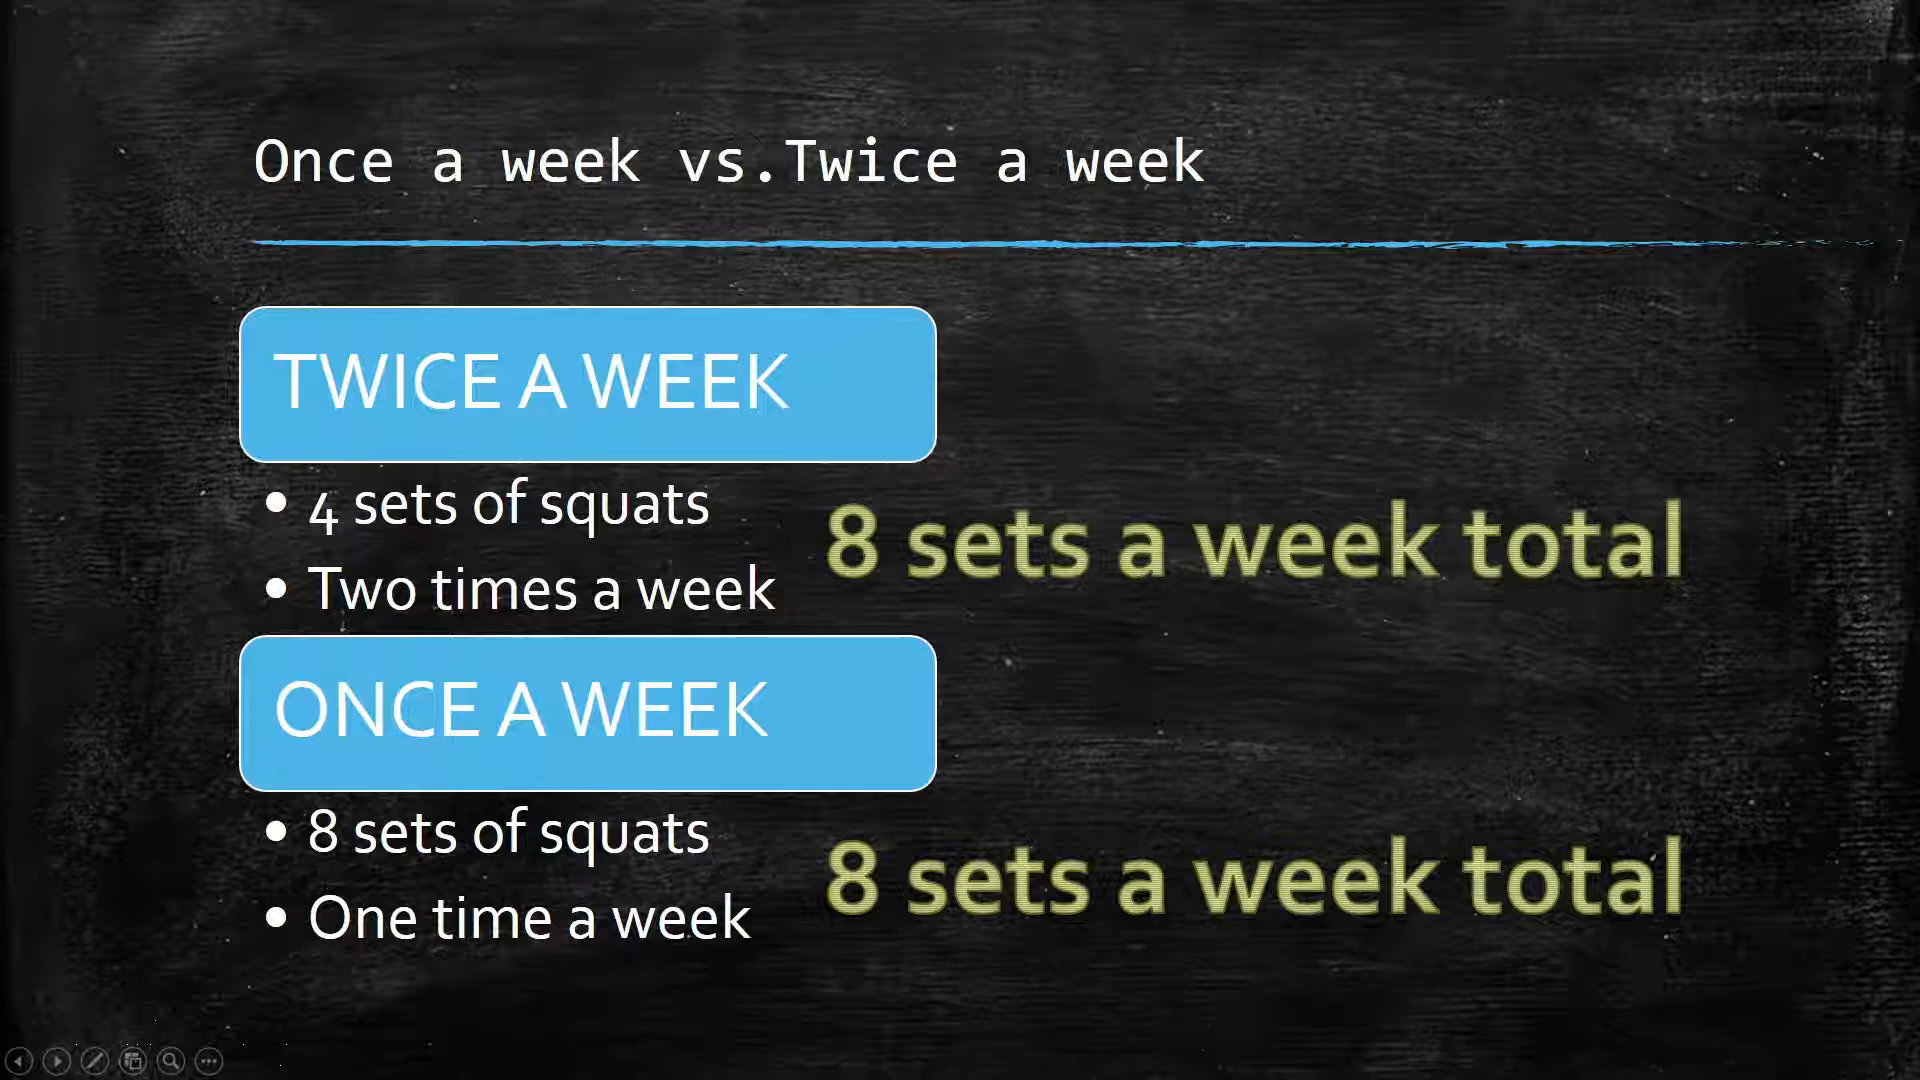 Once a week vs.Twice a week
TWICE A WEEK
• 4 sets of squats
• Two times a week
8 sets a week total
ONCE A WEEK
• 8 sets of squats
• One time a week
8 sets a week total